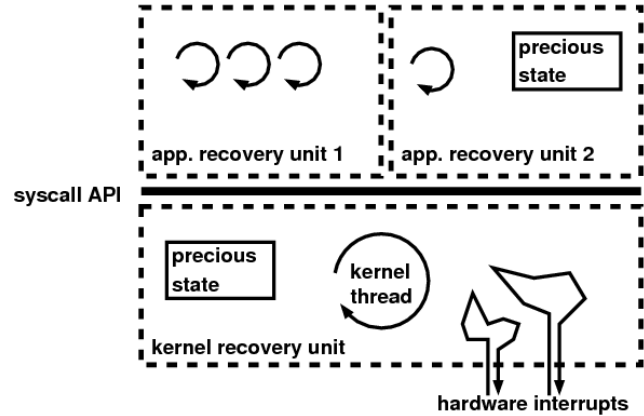 precious
state
app. recovery unit 1
app. recovery unit 2
syscall API
precious
state
kernel
thread
kernel recovery unit
hardware interrupts